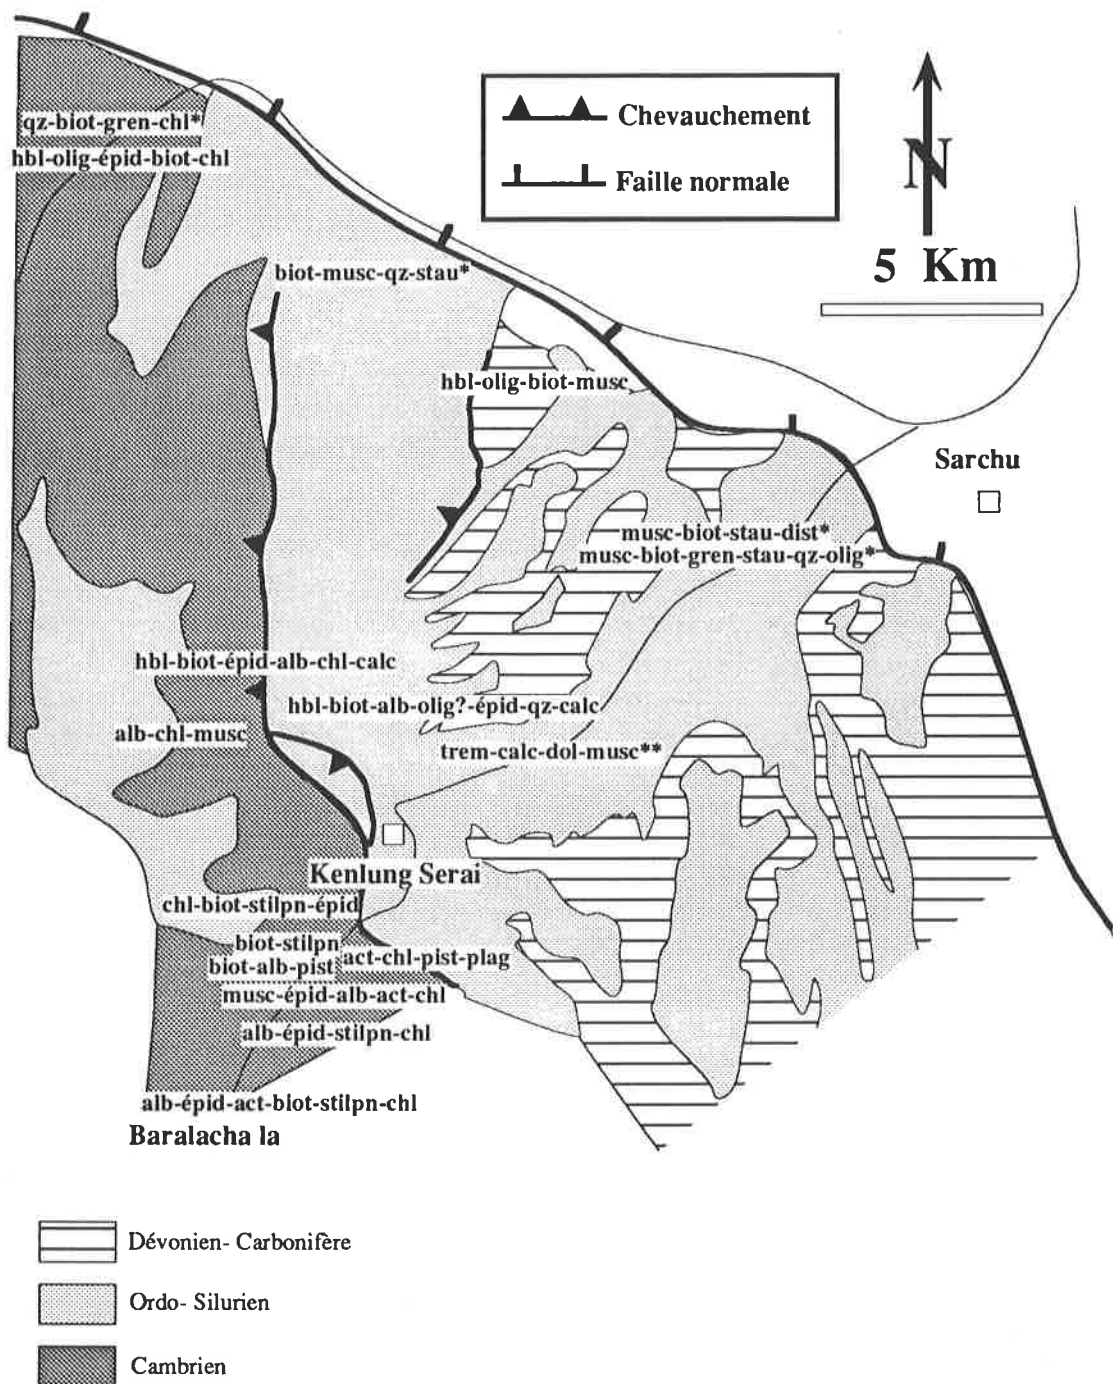 Chevauchement
Faille normale
N
5 Km
qz-biot-gren-chl*
hbl-olig-épid-biot-chl
biot-musc-qz-stau*
hbl-olig-biot-musc
Sarchu
musc-biot-stau-dist*
musc-biot-gren-stau-qz-olig*
hbl-biot-épid-alb-chl-calc
hbl-biot-alb-olig?-épid-qz-calc
alb-chl-musc
trem-calc-dol-musc**
Kenlung Serai
chl-biot-stilpn-épid
biot-stilpn
act-chl-pist-plag
biot-alb-pist
musc-épid-alb-act-chl
alb-épid-stilpn-chl
alb-épid-act-biot-stilpn-chl
Baralacha la
Dévonien- Carbonifère
Ordo- Silurien
Cambrien